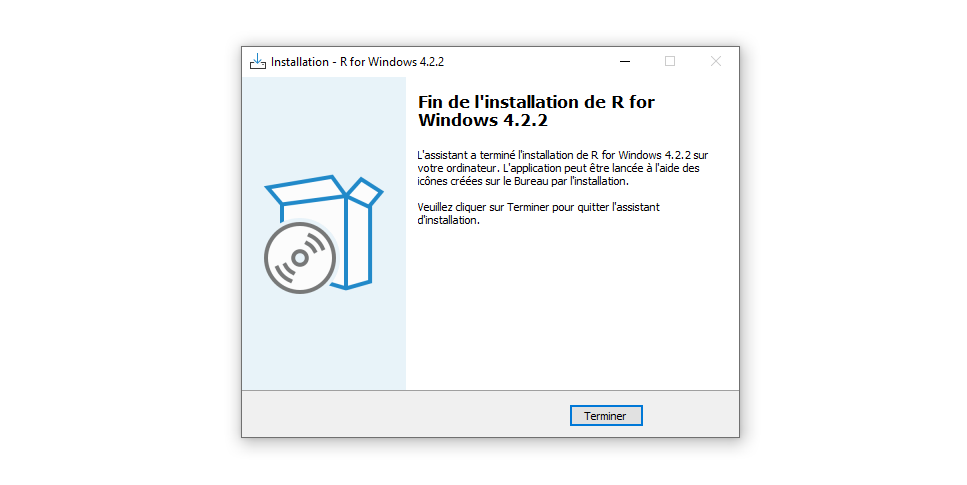 Installation - R for Windows 4.2.2
Fin de l'installation de R for
Windows 4.2.2
L'assistant a terminé l'installation de R for Windows 4.2.2 sur
votre ordinateur. L'application peut être lancée à l'aide des
icônes créées sur le Bureau par l'installation.
Veuillez cliquer sur Terminer pour quitter l'assistant
d'installation.
Terminer